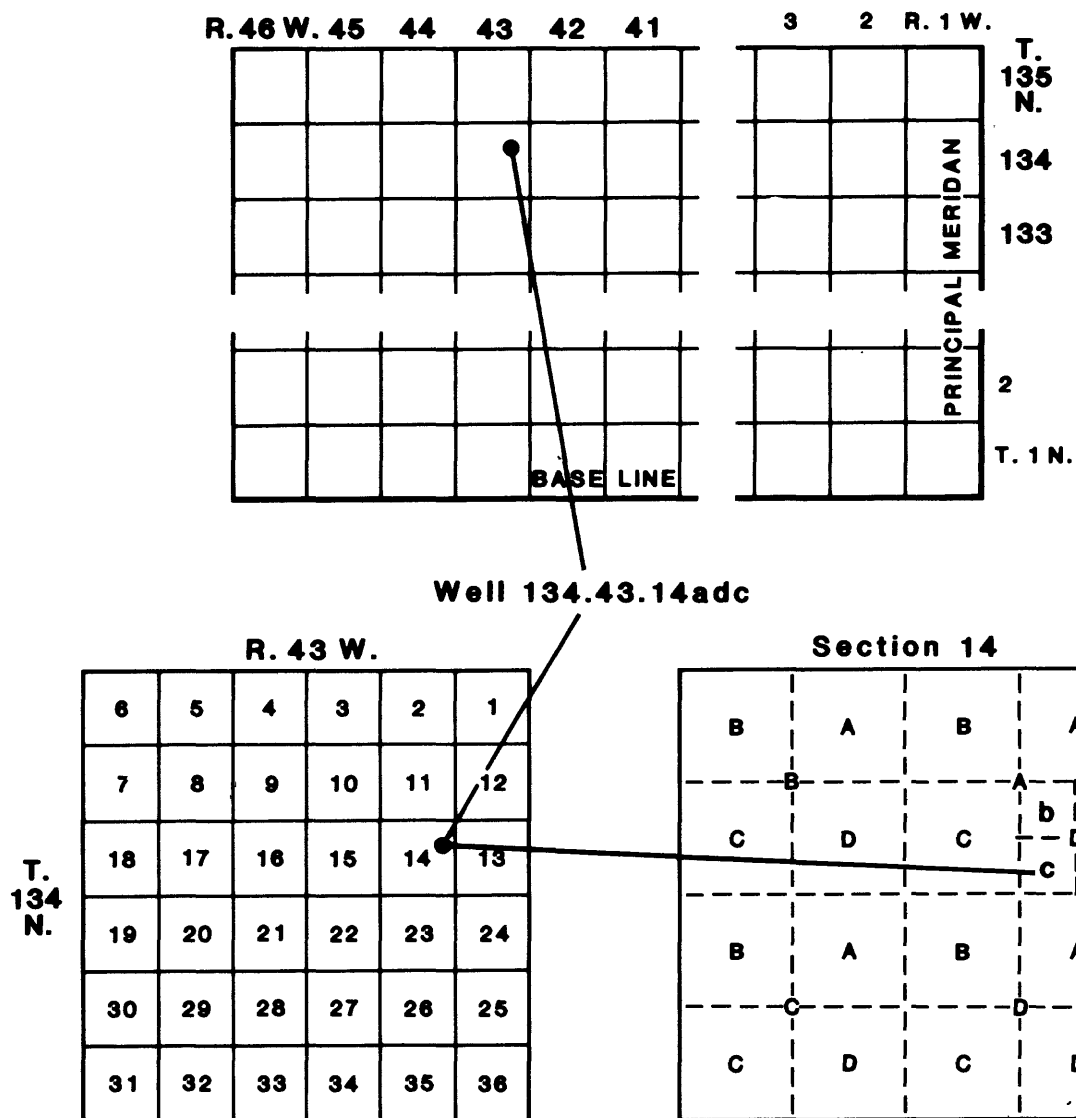 R. 46 W. 45 44 43 42 41 3 2 R. 1 W.
T.
135
N.
134
133
PRINCIPAL MERIDAN
2
T. 1 N.
BASE LINE
Well 134.43.14adc
R. 43 W.
6 5 4 3 2 1
7 8 9 10 11 12
18 17 16 15 14 13
T.
134
N.
19 20 21 22 23 24
30 29 28 27 26 25
31 32 33 34 35 36
Section 14
B A B A
B A
b
C D C D
C
B A B A
C D
C D C D